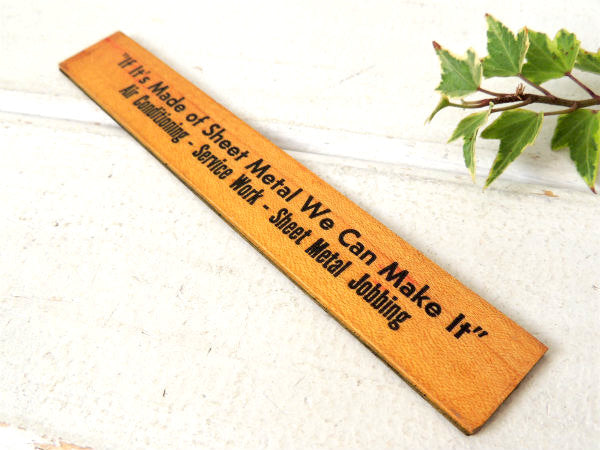 "If It's Made of Sheet Metal We Can Make It"
Air Conditioning - Service Work - Sheet Metal Jobbing